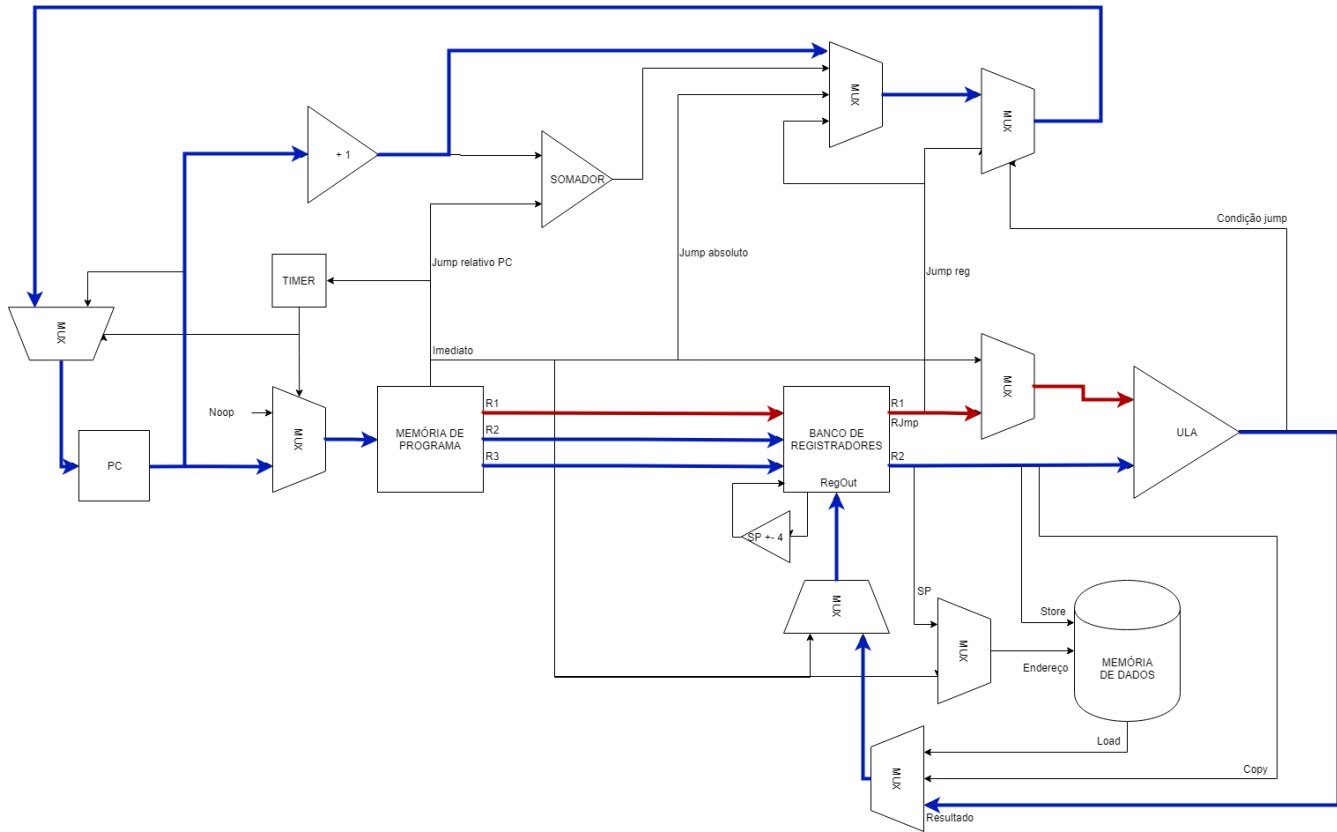 MUX
MUX
+ 1
SOMADOR
Condição jump
Jump absoluto
Jump relativo PC
Jump reg
TIMER
MUX
Imediato
MUX
Noop
MUX
R1
R1
RJmp
R2
MEMÓRIA DE
PROGRAMA
BANCO DE
REGISTRADORES
ULA
PC
R3
R2
RegOut
SP +- 4
SP
MUX
Store
MUX
Endereço
MEMÓRIA
DE DADOS
Load
Copy
MUX
Resultado